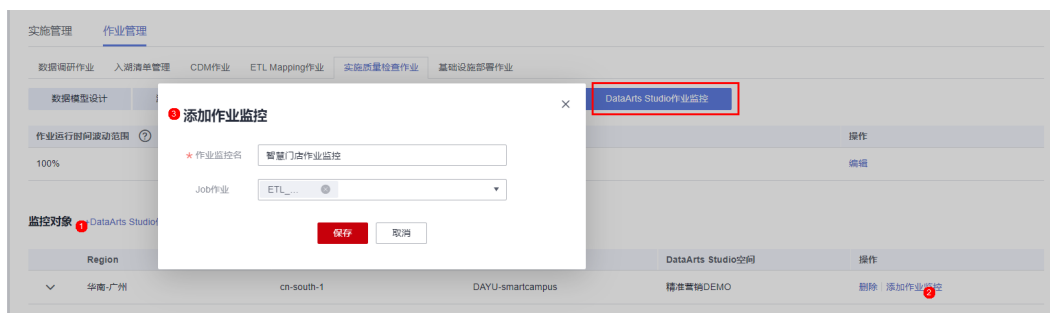 实施管理 作业管理
数据调研作业 入湖清单管理 CDM作业 ETL Mapping作业 实施质量检查作业 基础设施部署作业
数据模型设计 DataArts Studio作业监控
3 添加作业监控 ×
作业运行时间波动范围 ? 操作
* 作业监控名 智慧门店作业监控
100% 编辑
Job作业 ETL_...
保存 取消
监控对象 1 +DataArts Studio
Region DataArts Studio空间 操作
华南-广州 cn-south-1 DAYU-smartcampus 精准营销DEMO 删除 添加作业监控 2